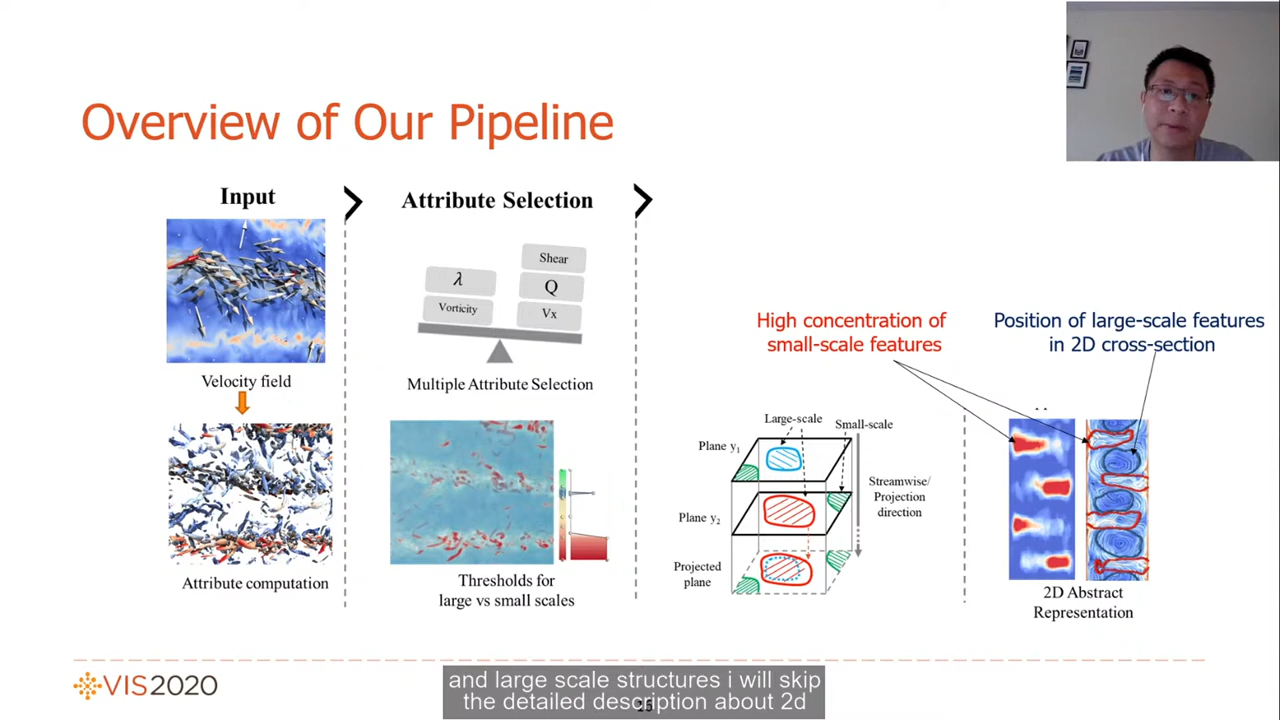 Overview of Our Pipeline
Input
Velocity field
Attribute computation
Attribute Selection
λ
Vorticity
Shear
Q
Vx
Multiple Attribute Selection
Thresholds for
large vs small scales
Large-scale
Small-scale
Plane y1
Plane y2
Projected
plane
Streamwise/
Projection
direction
High concentration of
small-scale features
Position of large-scale features
in 2D cross-section
2D Abstract
Representation
VIS2020
and large scale structures i will skip
the detailed description about 2d